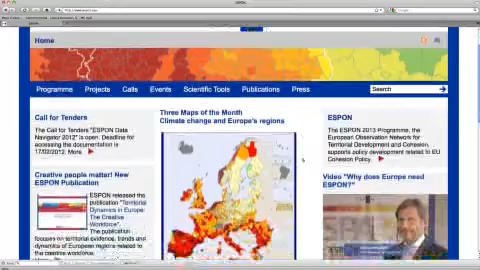 Home
Programme Projects Calls Events Scientific Tools Publications Press
Search
Call for Tenders
The Call for Tenders "ESPON Data
Navigator 2012" is open. Deadline for
accessing the documentation is
17/02/2012. More
Creative people matter! New
ESPON Publication
ESPON released the
publication "Territorial
Dynamics in Europe:
The Creative
Workforce".
The publication
focuses on territorial evidence, trends and
dynamics of European regions related to
the creative workforce.
Three Maps of the Month
Climate change and Europe's regions
ESPON
The ESPON 2013 Programme, the
European Observation Network for
Territorial Development and Cohesion,
supports policy development related to EU
Cohesion Policy.
Video "Why does Europe need
ESPON?"